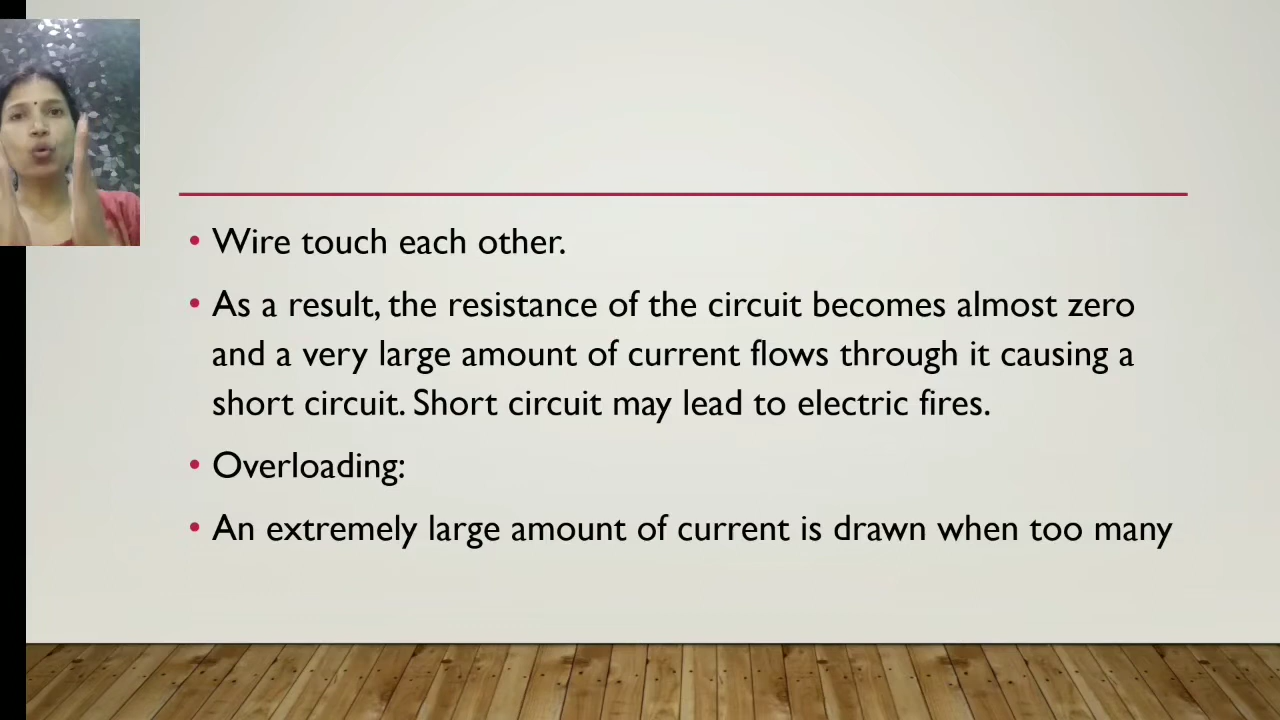 • Wire touch each other.
• As a result, the resistance of the circuit becomes almost zero
and a very large amount of current flows through it causing a
short circuit. Short circuit may lead to electric fires.
• Overloading:
• An extremely large amount of current is drawn when too many